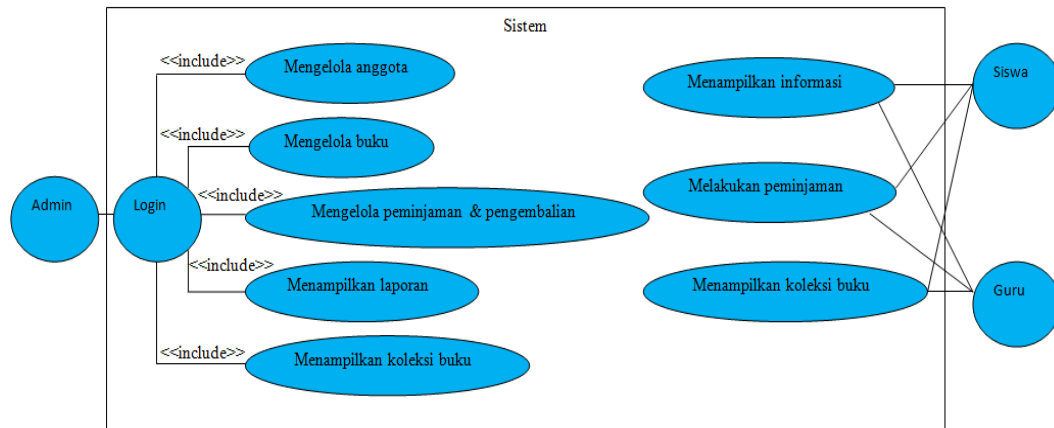 Sistem
<<include>>
Mengelola anggota
<<include>>
Mengelola buku
Admin
Login
<<include>>
Mengelola peminjaman & pengembalian
<<include>>
Menampilkan laporan
<<include>>
Menampilkan koleksi buku
Menampilkan informasi
Melakukan peminjaman
Menampilkan koleksi buku
Siswa
Guru